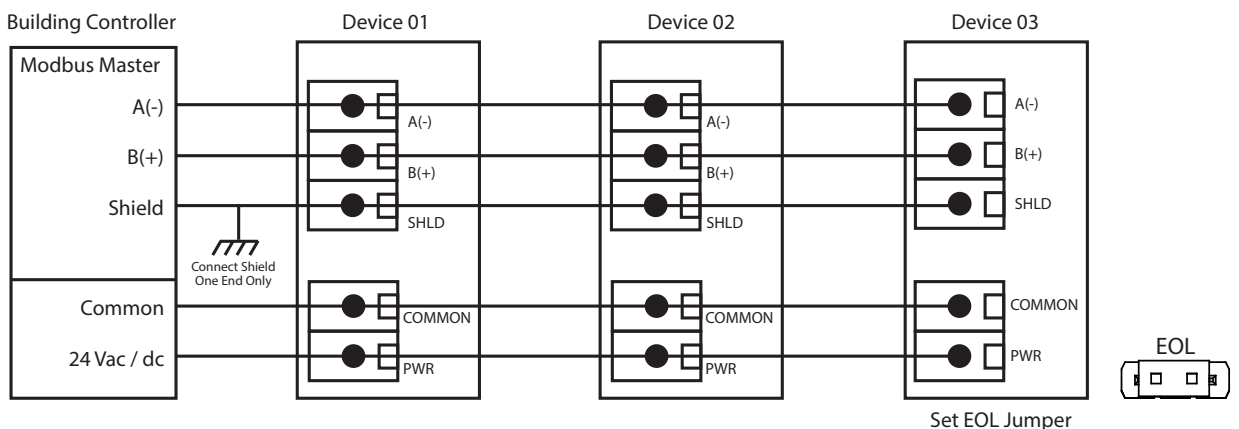 Building Controller
Device 01
Device 02
Device 03
Modbus Master
A(-)
B(+)
Shield
Connect Shield
One End Only
Common
24 Vac / dc
A(-)
B(+)
SHLD
COMMON
PWR
A(-)
B(+)
SHLD
COMMON
PWR
A(-)
B(+)
SHLD
COMMON
PWR
Set EOL Jumper
EOL